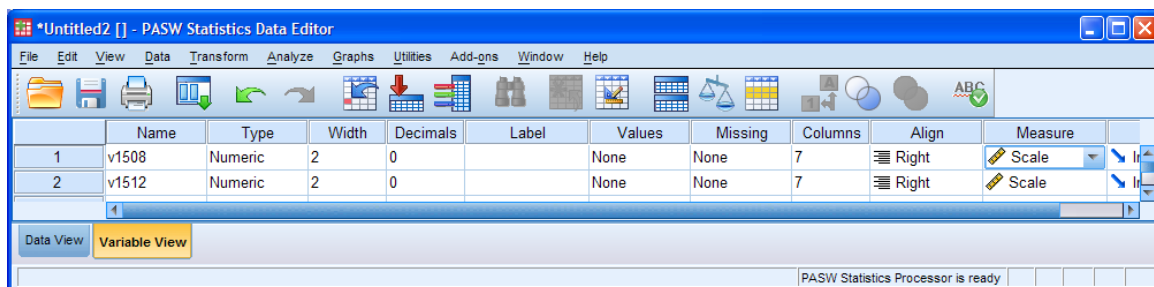 *Untitled2 [] - PASW Statistics Data Editor
File Edit View Data Transform Analyze Graphs Utilities Add-ons Window Help
A 1 ABC
Name Type Width Decimals Label Values Missing Columns Align Measure
1 v1508 Numeric 2 0 None None 7 Right Scale
2 v1512 Numeric 2 0 None None 7 Right Scale
Data View Variable View
PASW Statistics Processor is ready